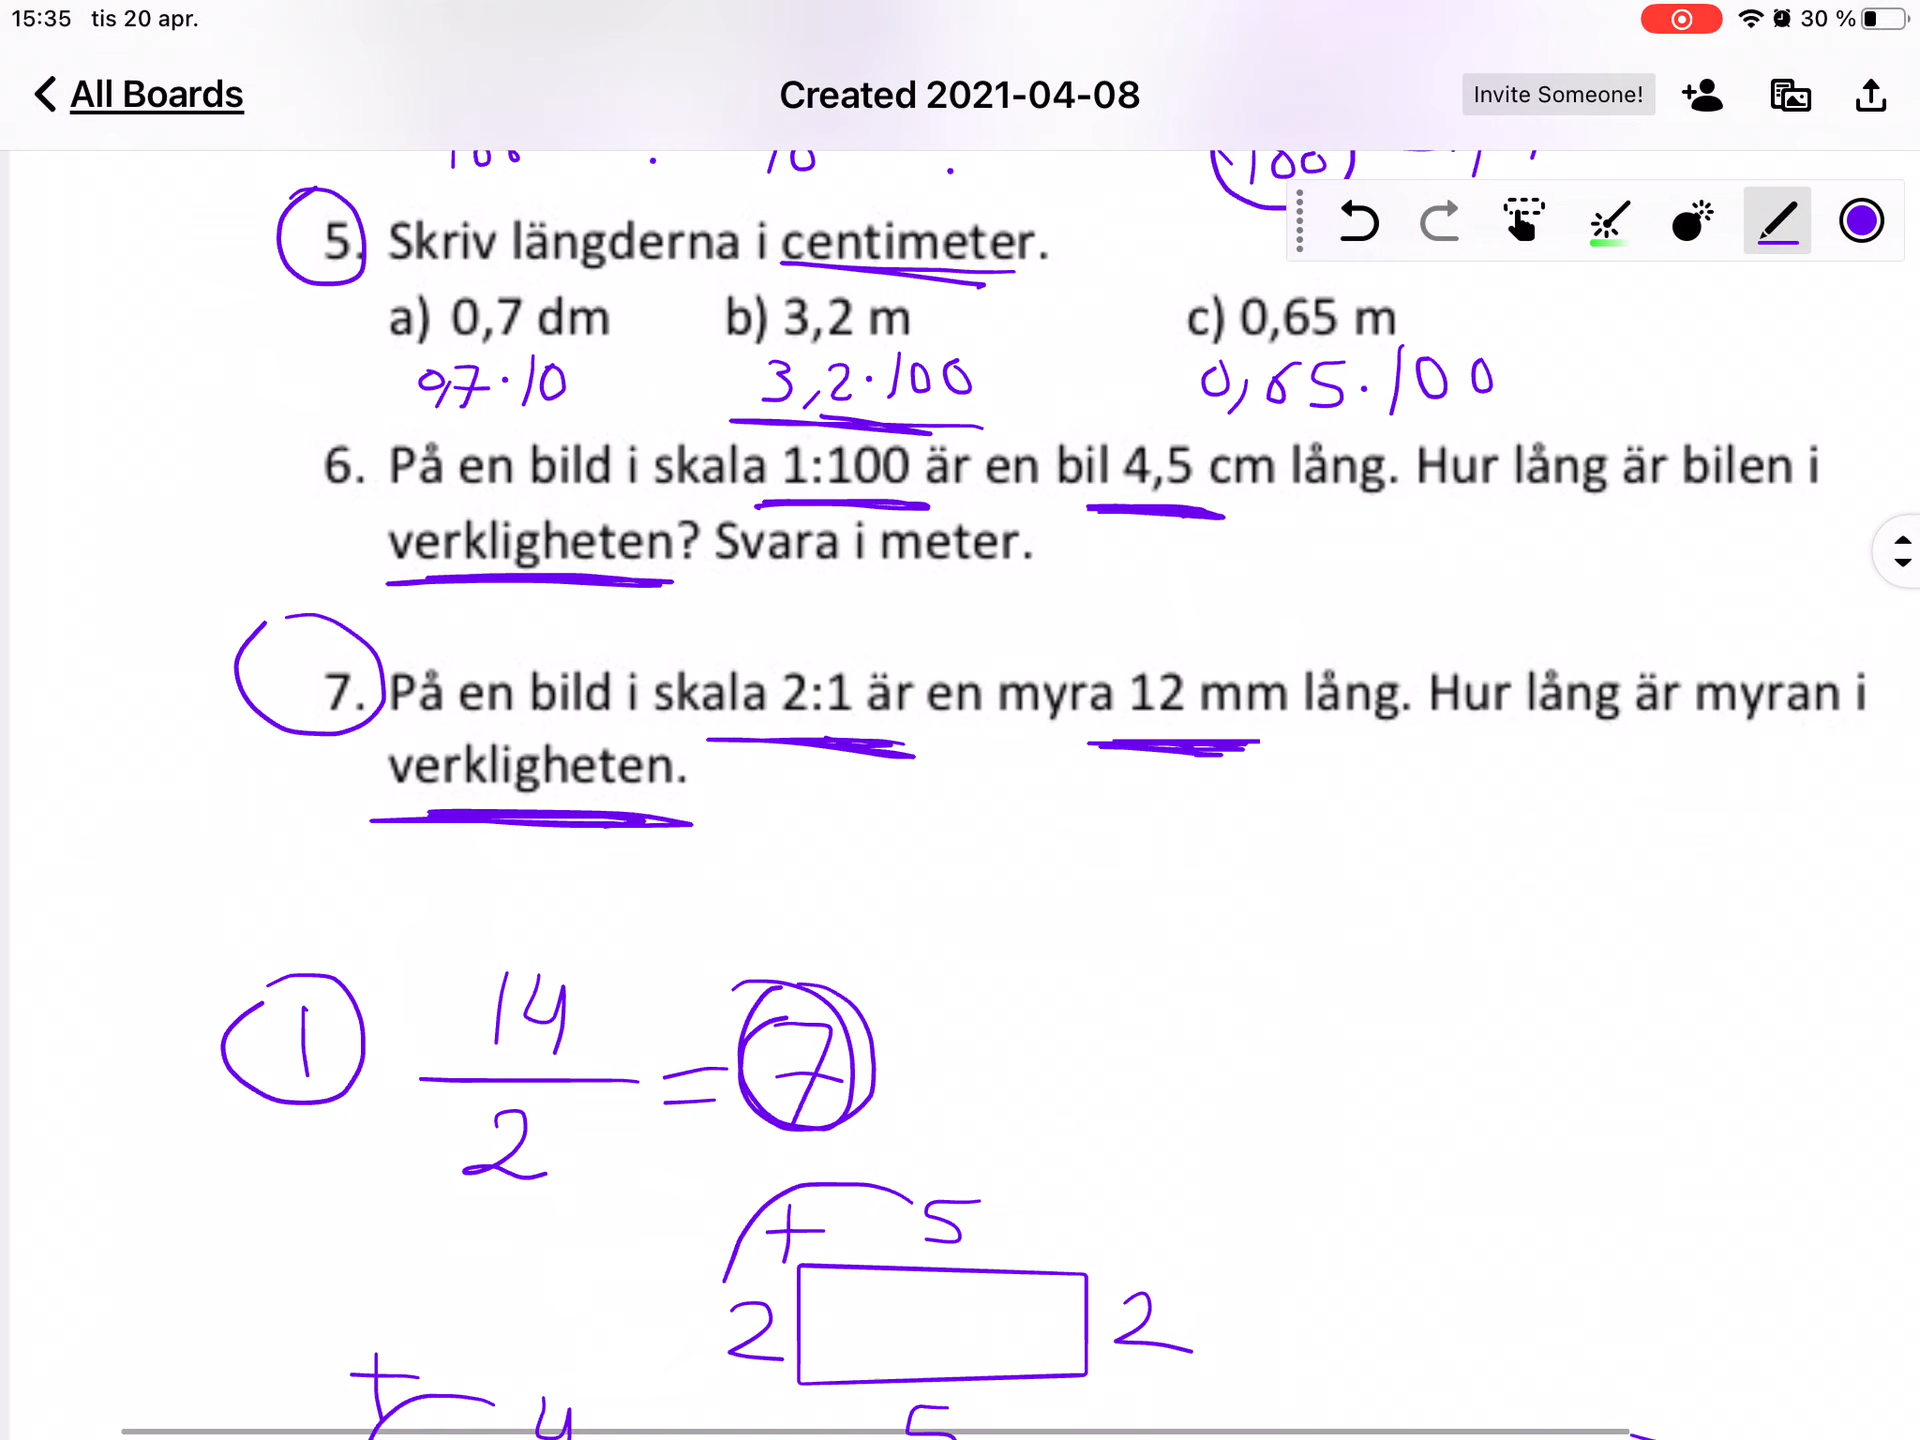 15:35 tis 20 apr. 30 %
All Boards Created 2021-04-08 Invite Someone!
100 · 10 . (100)
5. Skriv längderna i centimeter.
a) 0,7 dm b) 3,2 m c) 0,65 m
0,7·10 3,2·100 0,65·100
6. På en bild i skala 1:100 är en bil 4,5 cm lång. Hur lång är bilen i
verkligheten? Svara i meter.
7. På en bild i skala 2:1 är en myra 12 mm lång. Hur lång är myran i
verkligheten.
1 14
= 7
2
+ 5
2 2
+ 4 5